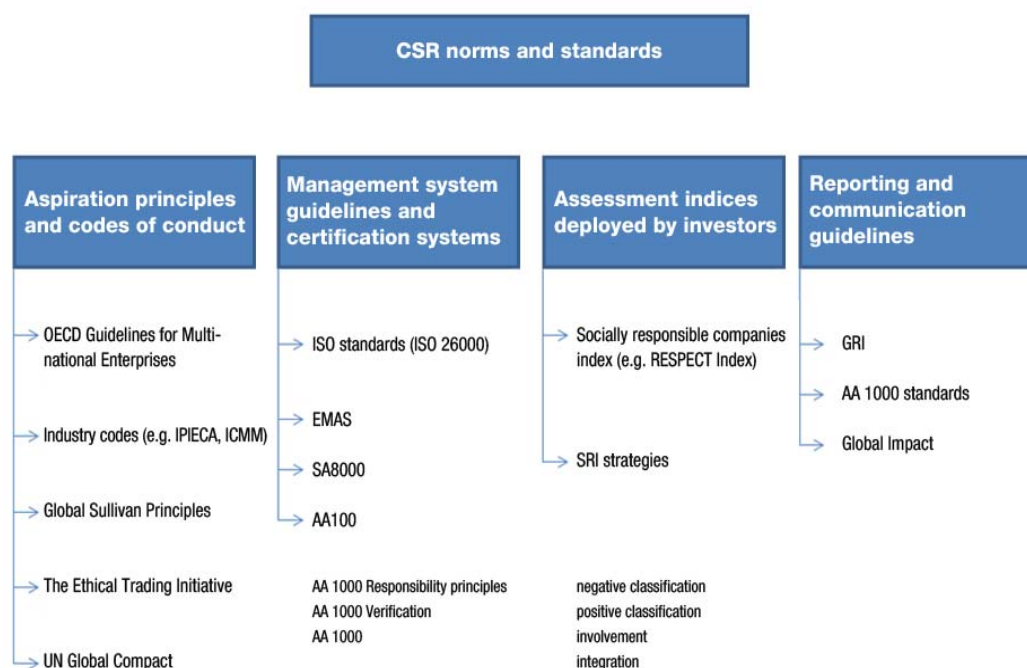 CSR norms and standards
Aspiration principles
and codes of conduct
OECD Guidelines for Multi-
national Enterprises
Industry codes (e.g. IPIECA, ICMM)
Global Sullivan Principles
The Ethical Trading Initiative
UN Global Compact
Management system
guidelines and
certification systems
ISO standards (ISO 26000)
EMAS
SA8000
AA100
AA 1000 Responsibility principles
AA 1000 Verification
AA 1000
Assessment indices
deployed by investors
Socially responsible companies
index (e.g. RESPECT Index)
SRI strategies
negative classification
positive classification
involvement
integration
Reporting and
communication
guidelines
GRI
AA 1000 standards
Global Impact